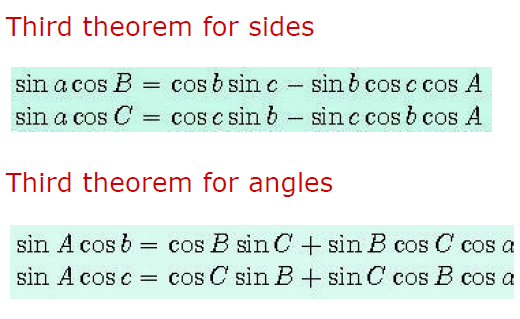 Third theorem for sides
sin a cos B = cos b sin c − sin b cos c cos A
sin a cos C = cos c sin b − sin c cos b cos A
Third theorem for angles
sin A cos b = cos B sin C + sin B cos C cos a
sin A cos c = cos C sin B + sin C cos B cos a